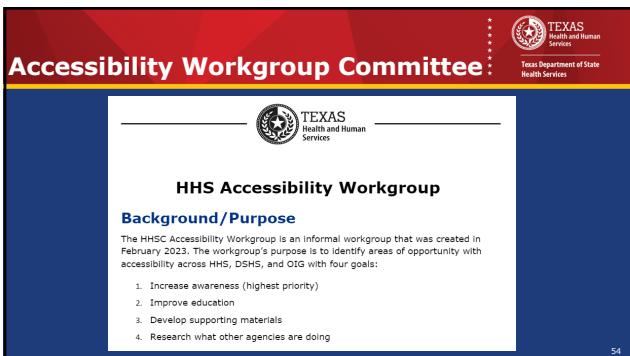 Accessibility Workgroup Committee
TEXAS
Health and Human
Services
Texas Department of State
Health Services
TEXAS
Health and Human
Services
HHS Accessibility Workgroup
Background/Purpose
The HHSC Accessibility Workgroup is an informal workgroup that was created in
February 2023. The workgroup's purpose is to identify areas of opportunity with
accessibility across HHS, DSHS, and OIG with four goals:
1. Increase awareness (highest priority)
2. Improve education
3. Develop supporting materials
4. Research what other agencies are doing
54